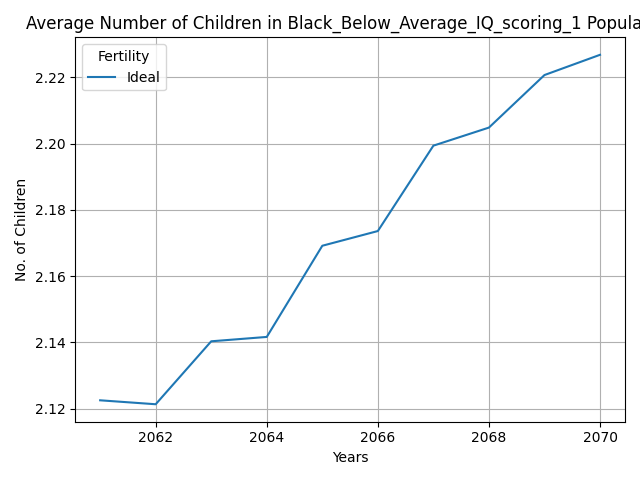 Average Number of Children in Black_Below_Average_IQ_scoring_1 Popula
Fertility
Ideal
2.22
2.20
2.18
2.16
2.14
2.12
No. of Children
2062 2064 2066 2068 2070
Years